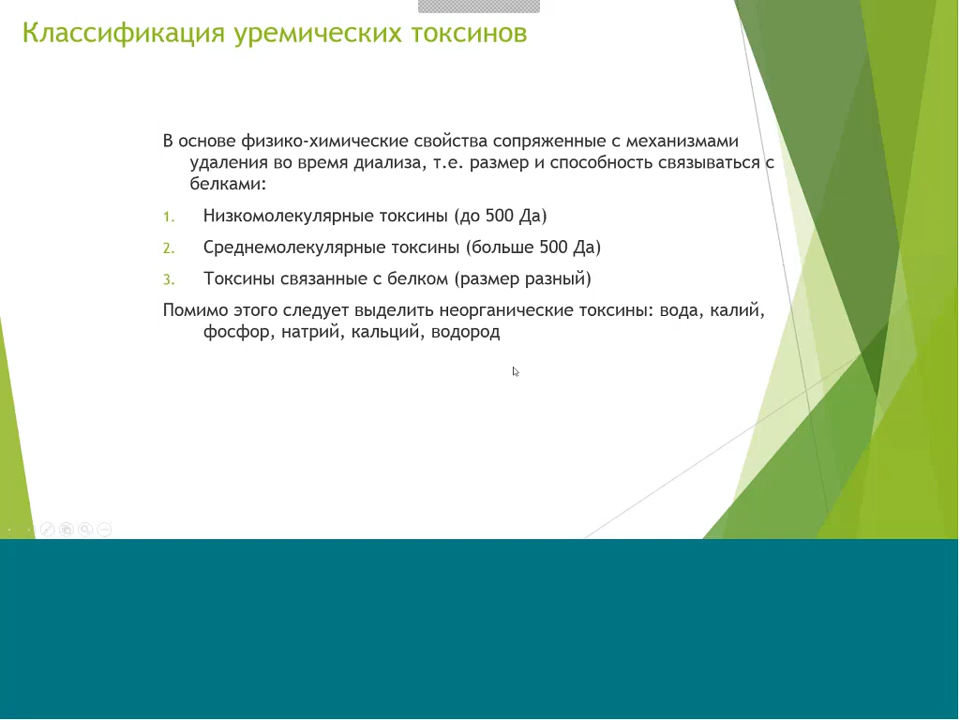 Классификация уремических токсинов
В основе физико-химические свойства сопряженные с механизмами
удаления во время диализа, т.е. размер и способность связываться с
белками:
1. Низкомолекулярные токсины (до 500 Да)
2. Среднемолекулярные токсины (больше 500 Да)
3. Токсины связанные с белком (размер разный)
Помимо этого следует выделить неорганические токсины: вода, калий,
фосфор, натрий, кальций, водород